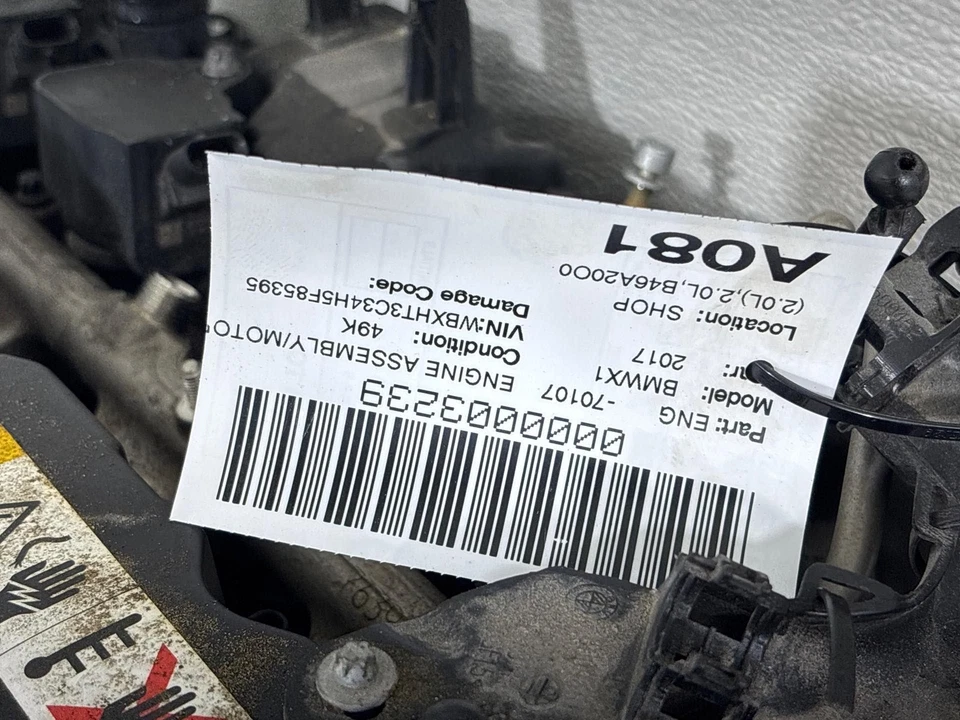 0000003239
Part: ENG -70107 ENGINE ASSEMBLY/MOTO
Model: BMWX1 Condition: 49K
2017 VIN:WBXHT3C34H5F85395
Location: SHOP Damage Code:
(2.0L),2.0L,B46A20O0
A081